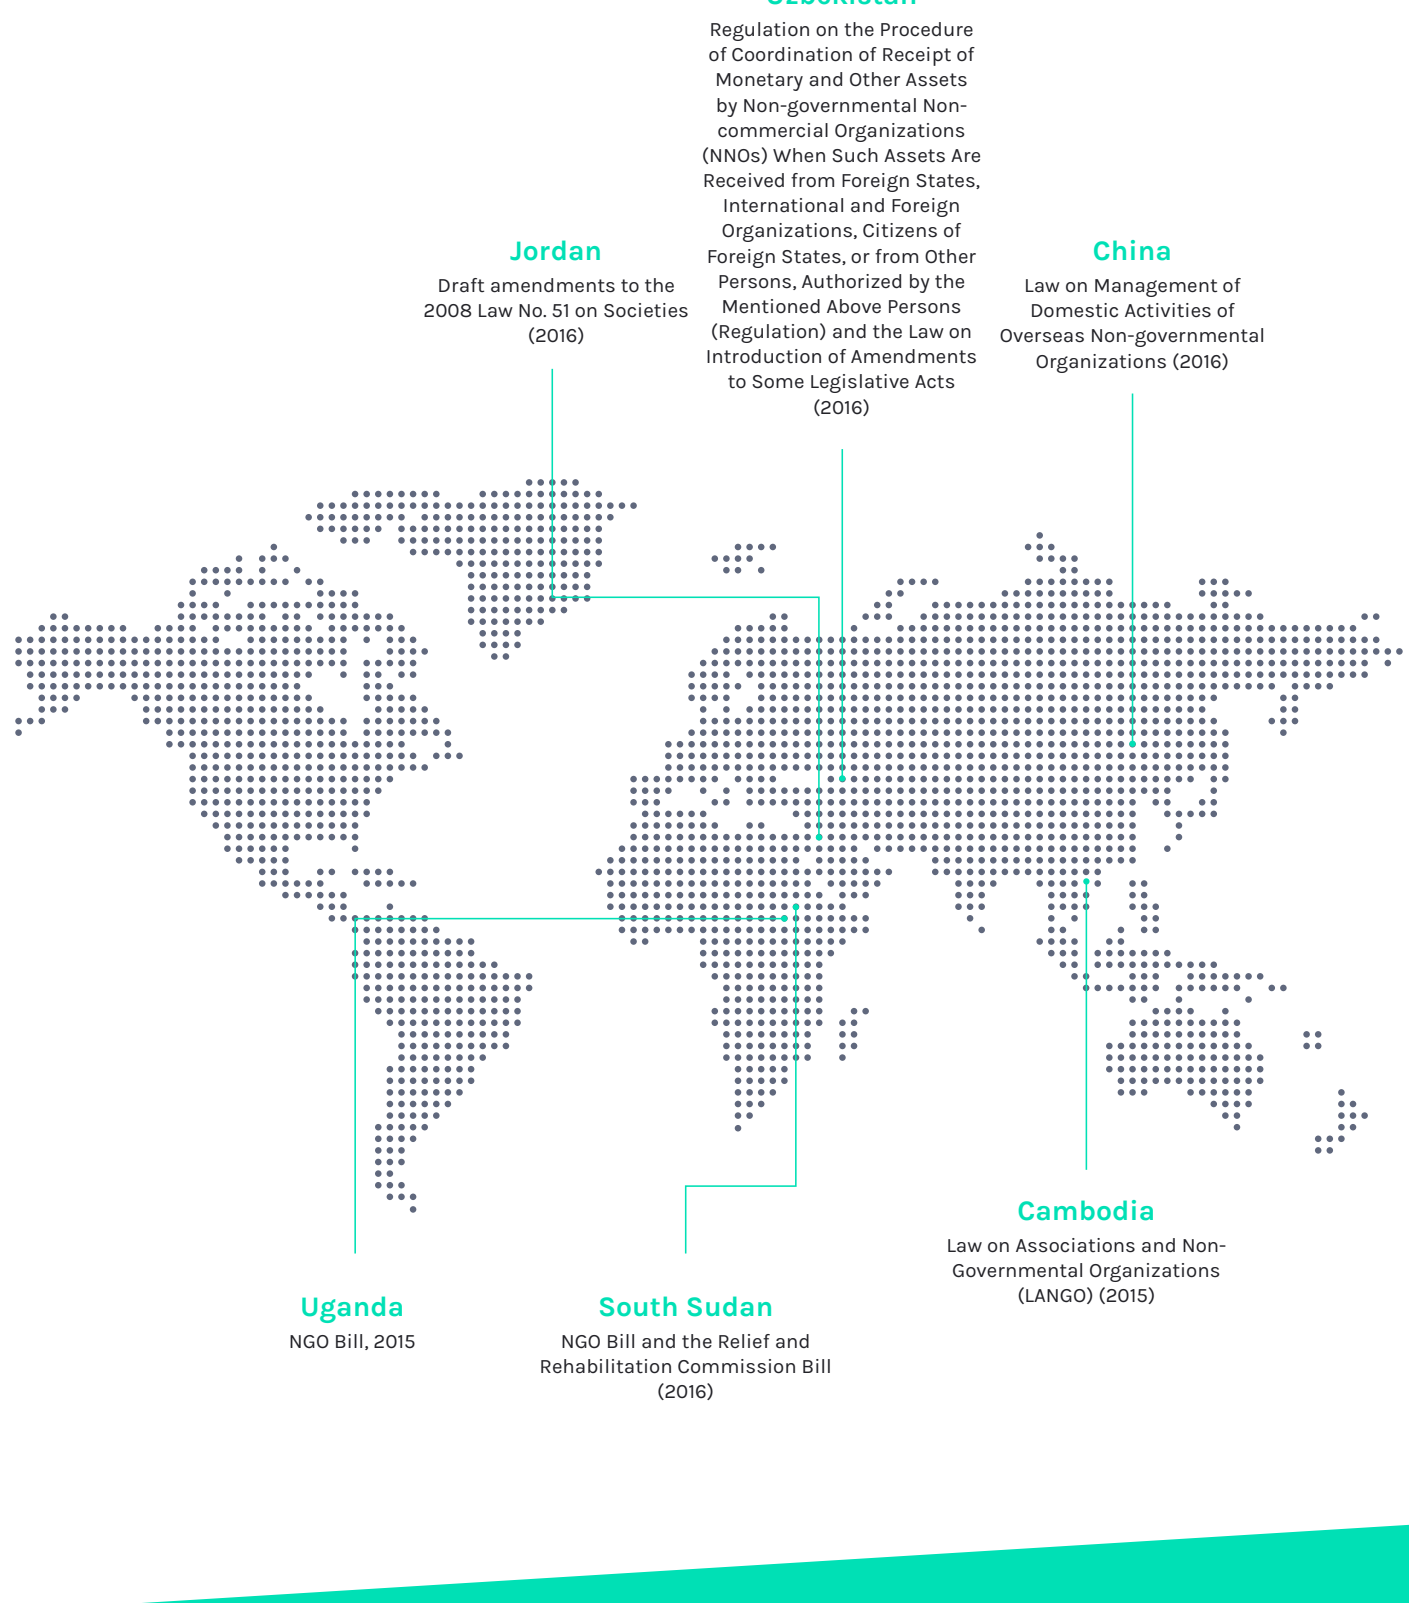 Uzbekistan
Regulation on the Procedure
of Coordination of Receipt of
Monetary and Other Assets
by Non-governmental Non-
commercial Organizations
(NNOs) When Such Assets Are
Received from Foreign States,
International and Foreign
Organizations, Citizens of
Foreign States, or from Other
Persons, Authorized by the
Mentioned Above Persons
(Regulation) and the Law on
Introduction of Amendments
to Some Legislative Acts
(2016)
Jordan
Draft amendments to the
2008 Law No. 51 on Societies
(2016)
China
Law on Management of
Domestic Activities of
Overseas Non-governmental
Organizations (2016)
Cambodia
Law on Associations and Non-
Governmental Organizations
(LANGO) (2015)
Uganda
NGO Bill, 2015
South Sudan
NGO Bill and the Relief and
Rehabilitation Commission Bill
(2016)